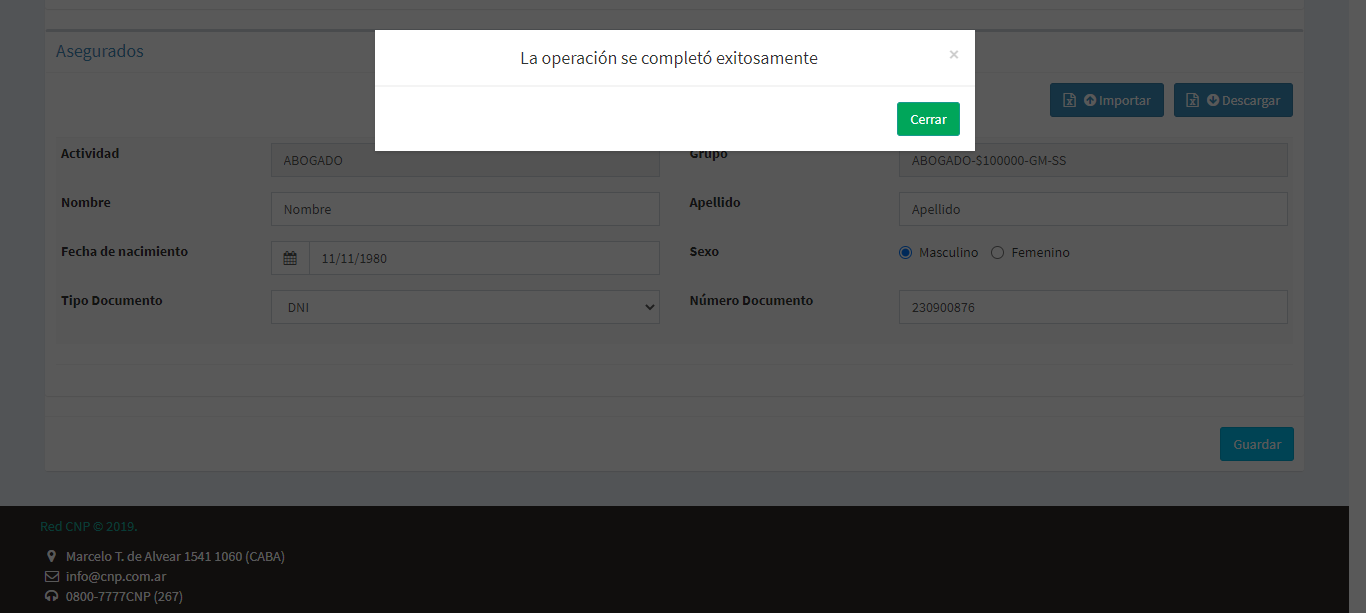 La operación se completó exitosamente
×
Cerrar
Asegurados
Importar
Descargar
Actividad
ABOGADO
Grupo
ABOGADO-$100000-GM-SS
Nombre
Nombre
Apellido
Apellido
Fecha de nacimiento
11/11/1980
Sexo
Masculino
Femenino
Tipo Documento
DNI
Número Documento
230900876
Guardar
Red CNP © 2019.
Marcelo T. de Alvear 1541 1060 (CABA)
info@cnp.com.ar
0800-7777CNP (267)